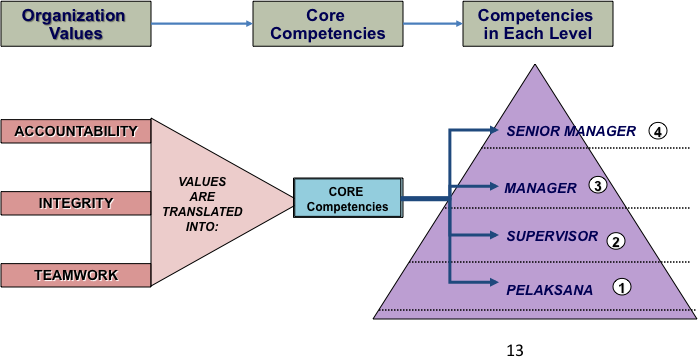 Organization
Values
Core
Competencies
Competencies
in Each Level
ACCOUNTABILITY
INTEGRITY
TEAMWORK
VALUES
ARE
TRANSLATED
INTO:
CORE
Competencies
SENIOR MANAGER 4
MANAGER 3
SUPERVISOR 2
PELAKSANA 1
13